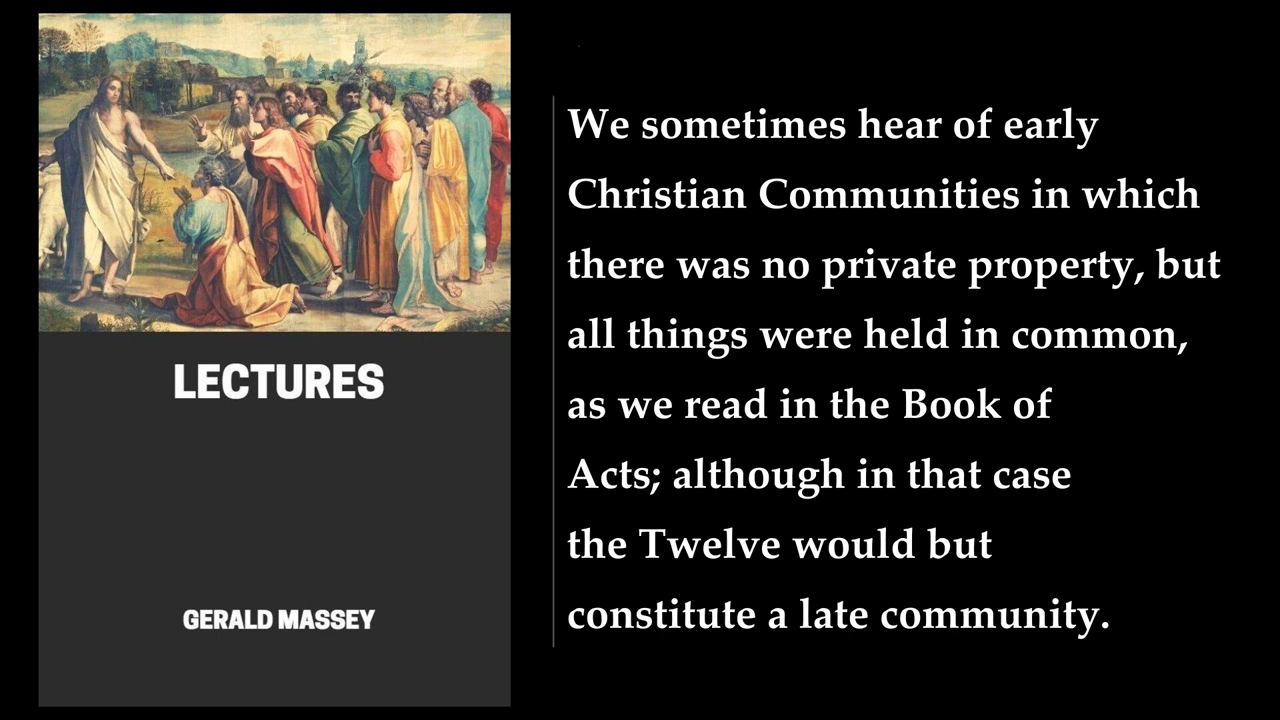 LECTURES
GERALD MASSEY
We sometimes hear of early
Christian Communities in which
there was no private property, but
all things were held in common,
as we read in the Book of
Acts; although in that case
the Twelve would but
constitute a late community.